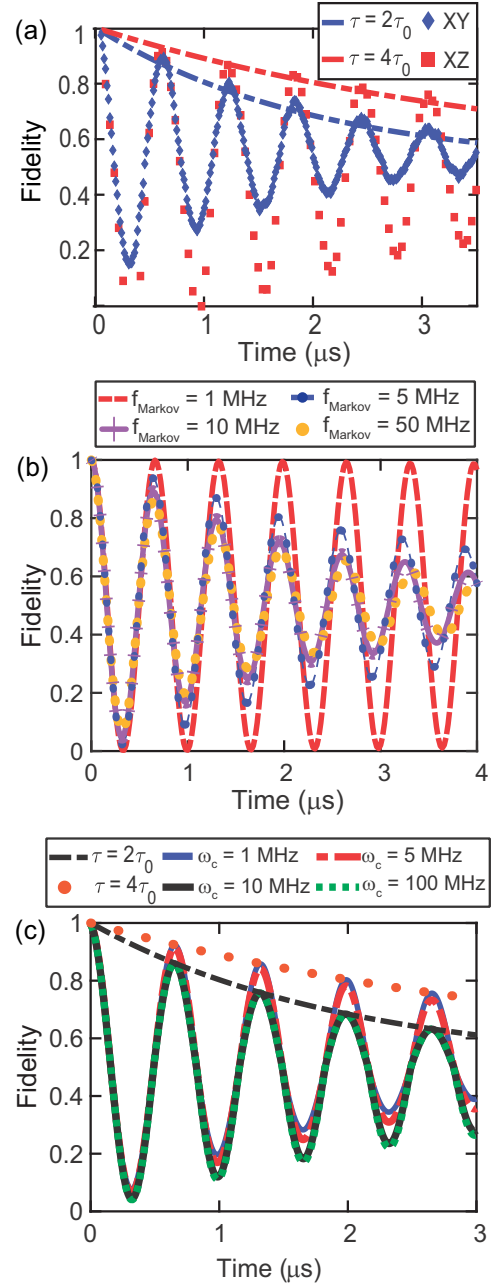 (a)
τ = 2τ₀ XY
τ = 4τ₀ XZ
1
0.8
0.6
0.4
0.2
Fidelity
0 1 2 3
Time (μs)
f_Markov = 1 MHz f_Markov = 5 MHz
f_Markov = 10 MHz f_Markov = 50 MHz
(b)
1
0.8
0.6
0.4
0.2
0
Fidelity
0 1 2 3 4
Time (μs)
τ = 2τ₀ ω_c = 1 MHz ω_c = 5 MHz
τ = 4τ₀ ω_c = 10 MHz ω_c = 100 MHz
(c)
1
0.8
0.6
0.4
0.2
0
Fidelity
0 1 2 3
Time (μs)